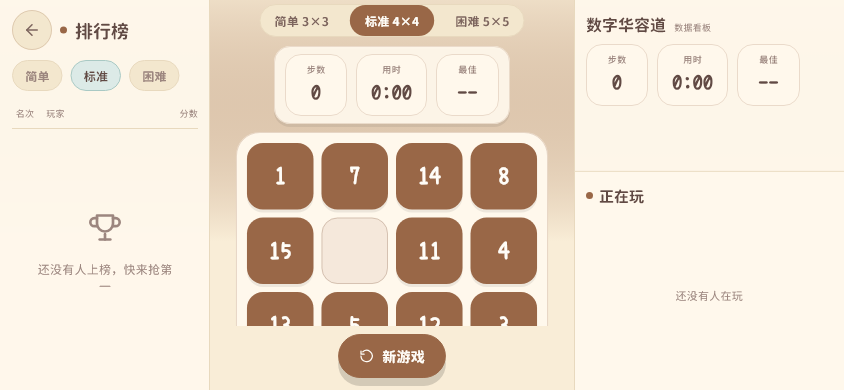 排行榜
简单 标准 困难
名次 玩家 分数
还没有人上榜，快来抢第
一
简单 3×3 标准 4×4 困难 5×5
步数 用时 最佳
0 0:00 --
1 7 14 8
15 11 4
13 5 12 3
新游戏
数字华容道 数据看板
步数 用时 最佳
0 0:00 --
正在玩
还没有人在玩